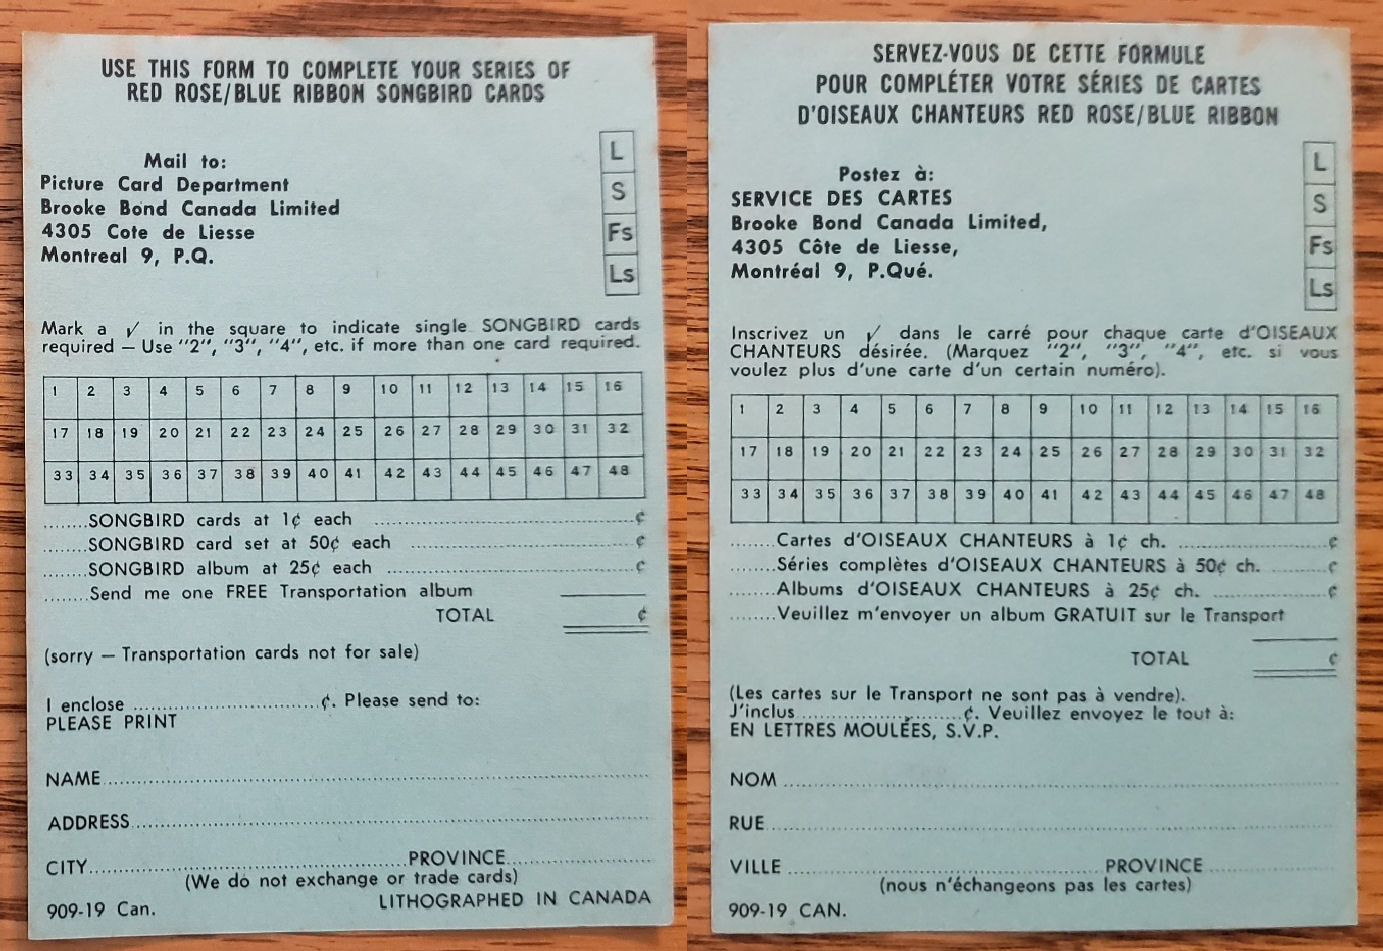 USE THIS FORM TO COMPLETE YOUR SERIES OF
RED ROSE/BLUE RIBBON SONGBIRD CARDS
L
S
Fs
Ls
Mail to:
Picture Card Department
Brooke Bond Canada Limited
4305 Cote de Liesse
Montreal 9, P.Q.
Mark a ✓ in the square to indicate single SONGBIRD cards
required — Use "2", "3", "4", etc. if more than one card required.
1 2 3 4 5 6 7 8 9 10 11 12 13 14 15 16
17 18 19 20 21 22 23 24 25 26 27 28 29 30 31 32
33 34 35 36 37 38 39 40 41 42 43 44 45 46 47 48
........SONGBIRD cards at 1¢ each ........................................¢
........SONGBIRD card set at 50¢ each ........................................¢
........SONGBIRD album at 25¢ each ........................................¢
........Send me one FREE Transportation album
TOTAL ¢
(sorry — Transportation cards not for sale)
I enclose ................................¢. Please send to:
PLEASE PRINT
NAME........................................
ADDRESS........................................
CITY........................................PROVINCE........................
(We do not exchange or trade cards)
LITHOGRAPHED IN CANADA
909-19 Can.
SERVEZ-VOUS DE CETTE FORMULE
POUR COMPLÉTER VOTRE SÉRIES DE CARTES
D'OISEAUX CHANTEURS RED ROSE/BLUE RIBBON
L
S
Fs
Ls
Postez à:
SERVICE DES CARTES
Brooke Bond Canada Limited,
4305 Côte de Liesse,
Montréal 9, P.Qué.
Inscrivez un ✓ dans le carré pour chaque carte d'OISEAUX
CHANTEURS désirée. (Marquez "2", "3", "4", etc. si vous
voulez plus d'une carte d'un certain numéro).
1 2 3 4 5 6 7 8 9 10 11 12 13 14 15 16
17 18 19 20 21 22 23 24 25 26 27 28 29 30 31 32
33 34 35 36 37 38 39 40 41 42 43 44 45 46 47 48
........Cartes d'OISEAUX CHANTEURS à 1¢ ch. ........................¢
........Séries complètes d'OISEAUX CHANTEURS à 50¢ ch. ............¢
........Albums d'OISEAUX CHANTEURS à 25¢ ch. ....................¢
........Veuillez m'envoyer un album GRATUIT sur le Transport
TOTAL ¢
(Les cartes sur le Transport ne sont pas à vendre).
J'inclus............................¢. Veuillez envoyez le tout à:
EN LETTRES MOULÉES, S.V.P.
NOM ........................................
RUE ........................................
VILLE ........................................PROVINCE ........................
(nous n'échangeons pas les cartes)
909-19 CAN.